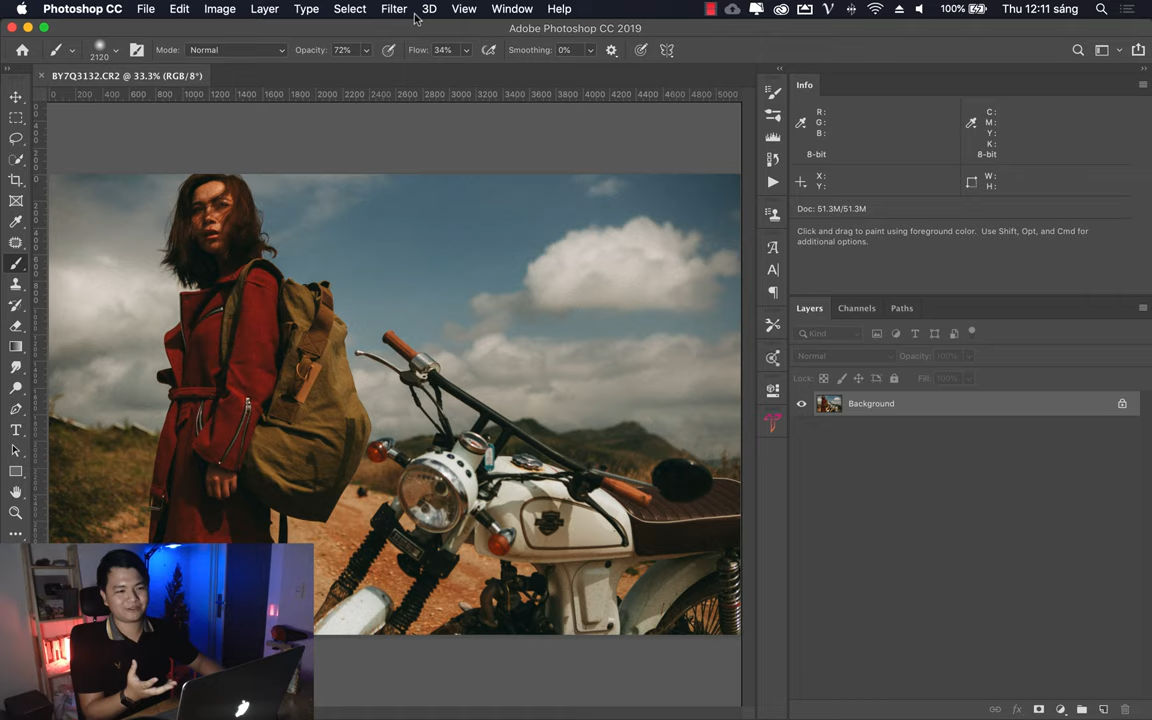 Photoshop CC File Edit Image Layer Type Select Filter 3D View Window Help 100% Thu 12:11 sáng
Adobe Photoshop CC 2019
2120 Mode: Normal Opacity: 72% Flow: 34% Smoothing: 0%
BY7Q3132.CR2 @ 33.3% (RGB/8*)
0 200 400 600 800 1000 1200 1400 1600 1800 2000 2200 2400 2600 2800 3000 3200 3400 3600 3800 4000 4200 4400 4600 4800 5000
Info
R: C:
G: M:
B: Y:
K:
8-bit 8-bit
X: W:
Y: H:
Doc: 51.3M/51.3M
Click and drag to paint using foreground color. Use Shift, Opt, and Cmd for
additional options.
Layers Channels Paths
Kind
Normal Opacity: 100%
Lock: Fill: 100%
Background